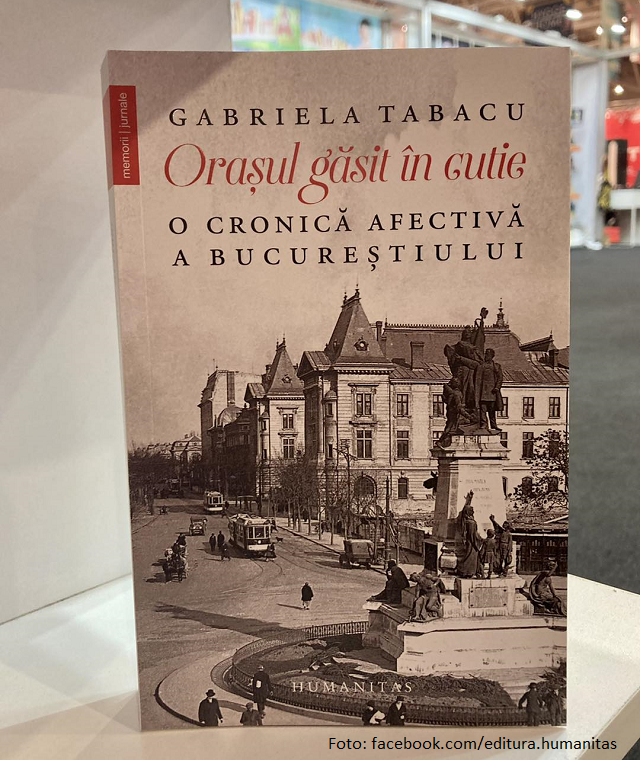 memorii | jurnale
GABRIELA TABACU
Orașul găsit în cutie
O CRONICĂ AFECTIVĂ
A BUCUREȘTIULUI
HUMANITAS
Foto: facebook.com/editura.humanitas